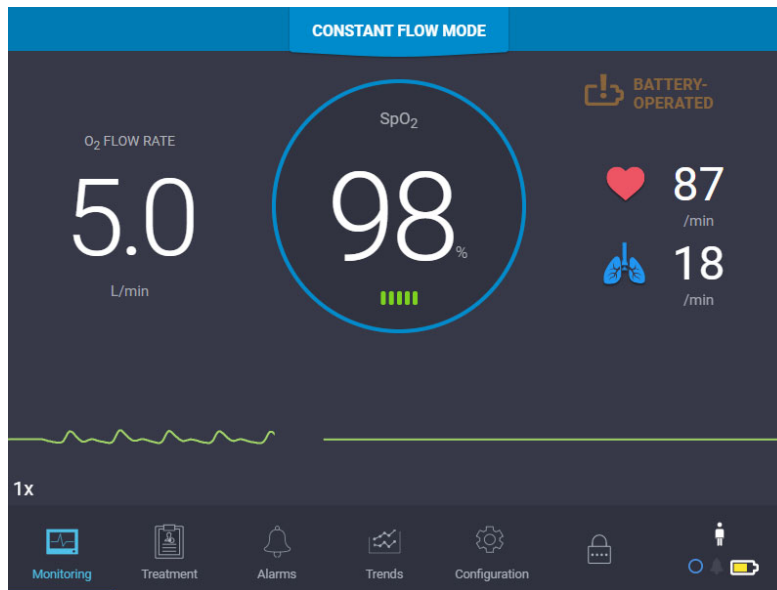 CONSTANT FLOW MODE
BATTERY-
OPERATED
O₂ FLOW RATE
5.0
L/min
SpO₂
98
%
87
/min
18
/min
1x
Monitoring
Treatment
Alarms
Trends
Configuration